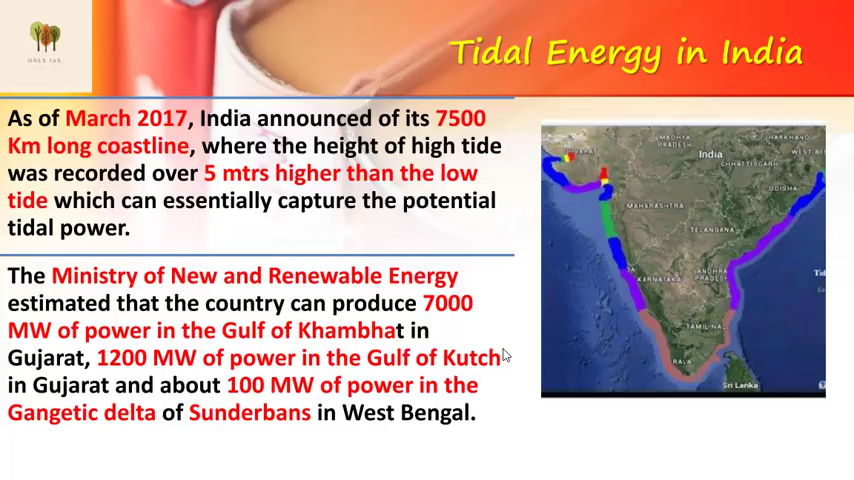 ONLY IAS
Tidal Energy in India
As of March 2017, India announced of its 7500
Km long coastline, where the height of high tide
was recorded over 5 mtrs higher than the low
tide which can essentially capture the potential
tidal power.
The Ministry of New and Renewable Energy
estimated that the country can produce 7000
MW of power in the Gulf of Khambhat in
Gujarat, 1200 MW of power in the Gulf of Kutch
in Gujarat and about 100 MW of power in the
Gangetic delta of Sunderbans in West Bengal.
GUJARAT
MADHYA
PRADESH
India
JHARKHAND
WEST BEN
CHHATTISGARH
ODISHA
MAHARASHTRA
TELANGANA
KARNATAKA
ANDHRA
PRADESH
TAMIL NA
RALA
Sri Lanka
Tid